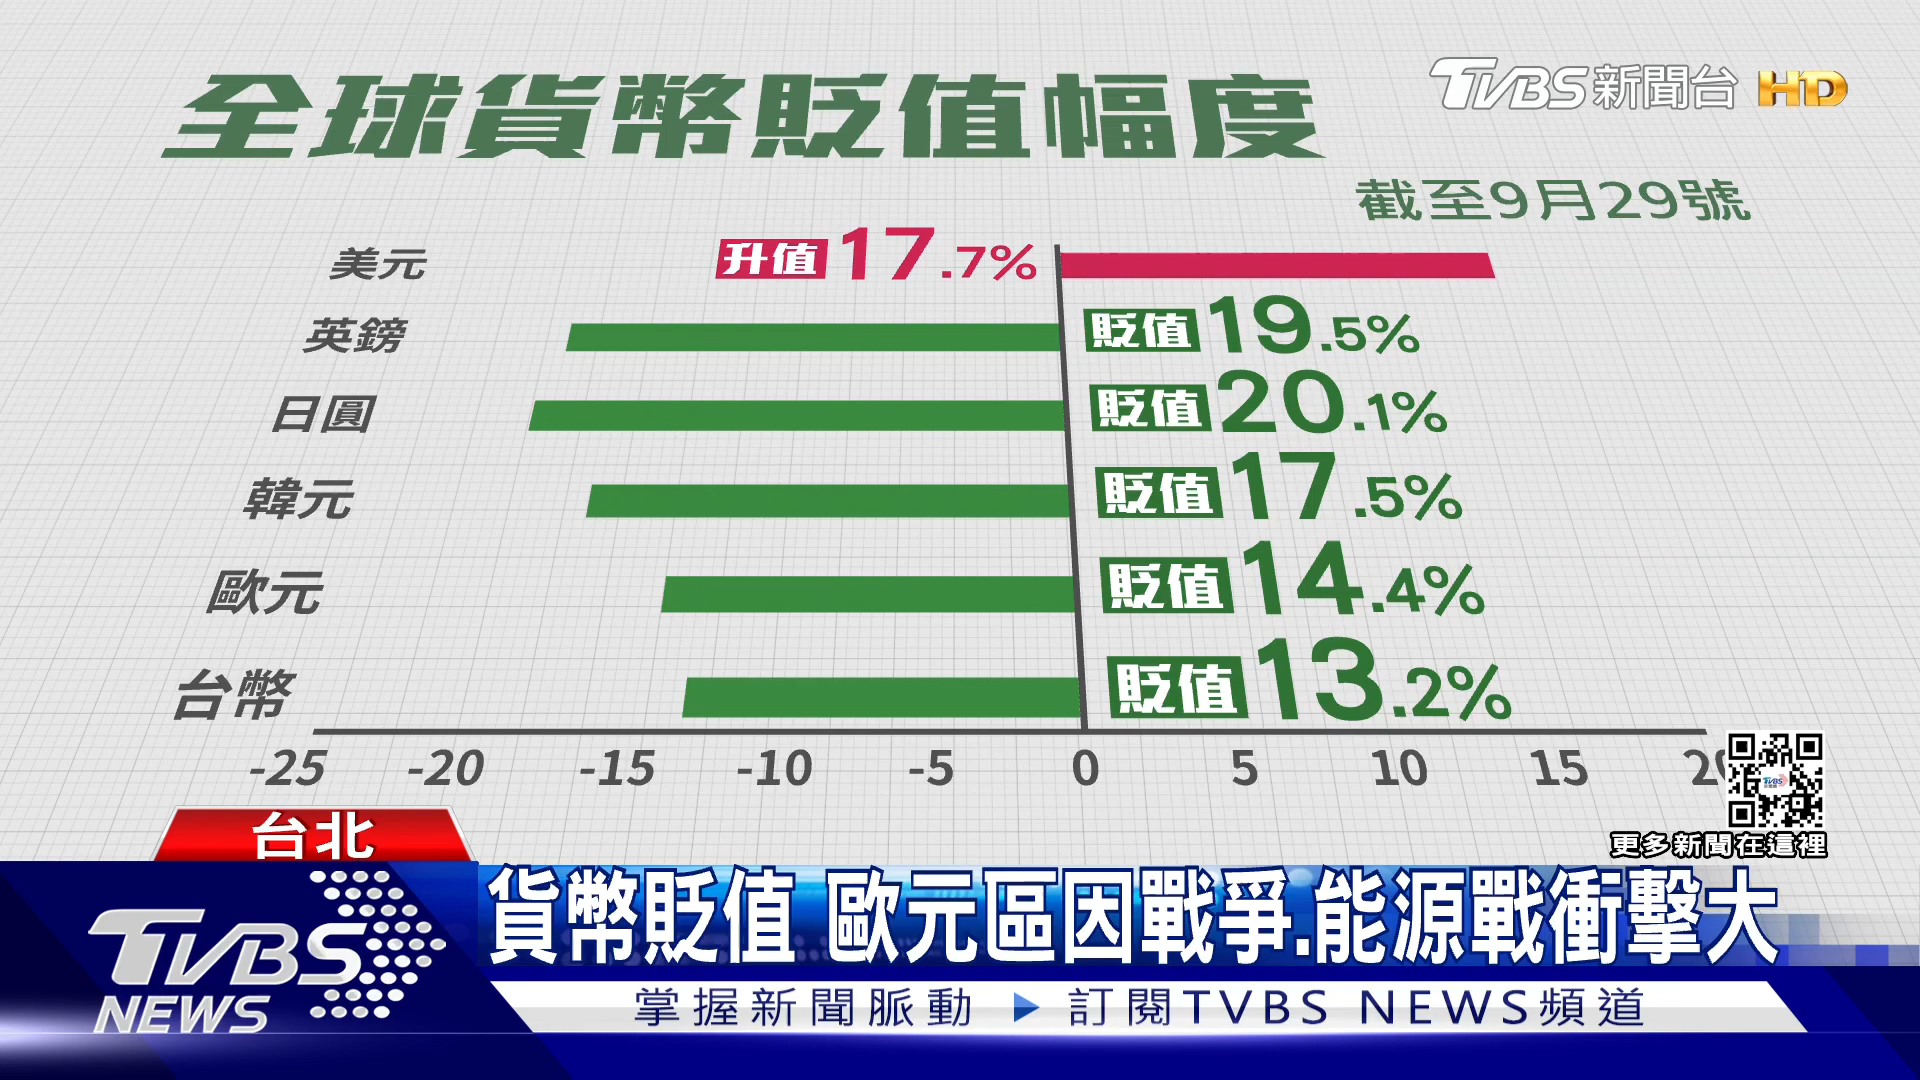 全球貨幣貶值幅度
TVBS新聞台 HD
截至9月29號
美元 升值17.7%
英鎊 貶值19.5%
日圓 貶值20.1%
韓元 貶值17.5%
歐元 貶值14.4%
台幣 貶值13.2%
-25 -20 -15 -10 -5 0 5 10 15 20
TVBS
更多新聞在這裡
台北
貨幣貶值 歐元區因戰爭.能源戰衝擊大
TVBS NEWS
掌握新聞脈動 ▶ 訂閱TVBS NEWS頻道